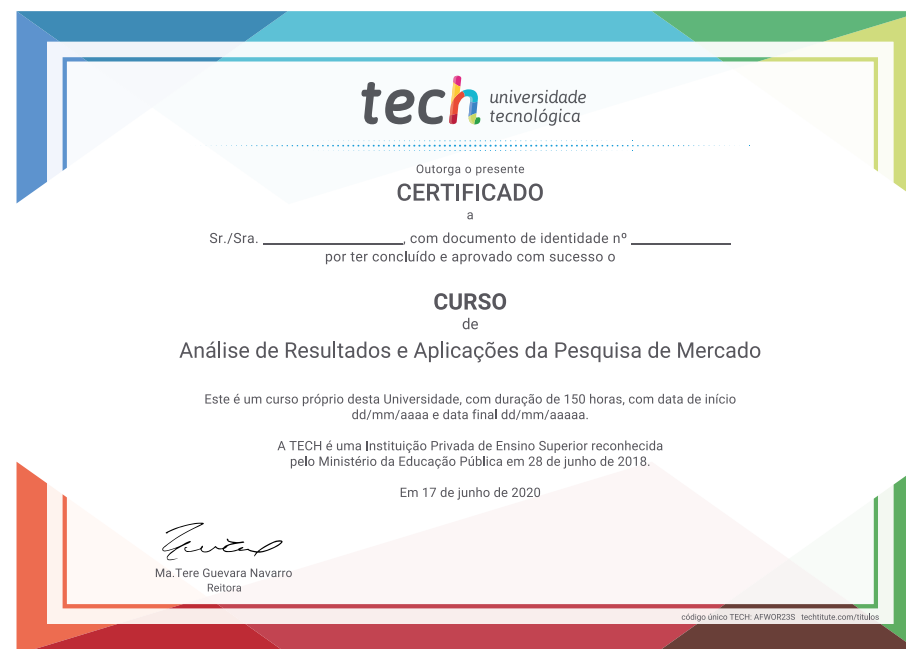 tech universidade
tecnológica
Outorga o presente
CERTIFICADO
a
Sr./Sra. ____________________, com documento de identidade nº ______________
por ter concluído e aprovado com sucesso o
CURSO
de
Análise de Resultados e Aplicações da Pesquisa de Mercado
Este é um curso próprio desta Universidade, com duração de 150 horas, com data de início
dd/mm/aaaa e data final dd/mm/aaaaa.
A TECH é uma Instituição Privada de Ensino Superior reconhecida
pelo Ministério da Educação Pública em 28 de junho de 2018.
Em 17 de junho de 2020
Ma.Tere Guevara Navarro
Reitora
código único TECH: AFWOR23S techtitute.com/titulos